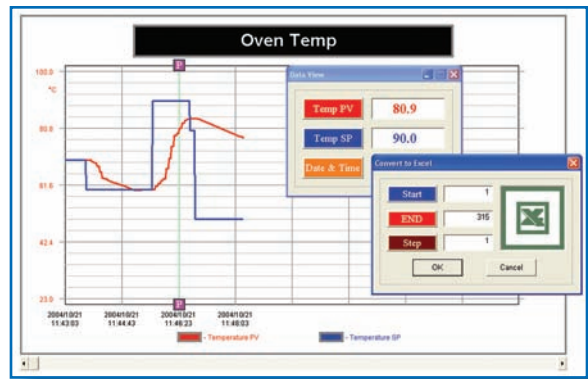 Oven Temp
P
100.0
°C
80.8
61.6
42.4
23.0
P
2004/10/21 2004/10/21 2004/10/21 2004/10/21
11:43:03 11:44:43 11:46:23 11:48:03
- Temperature PV - Temperature SP
Data View
Temp PV 80.9
Temp SP 90.0
Date & Time
Convert to Excel
Start 1
END 315
Step 1
OK Cancel